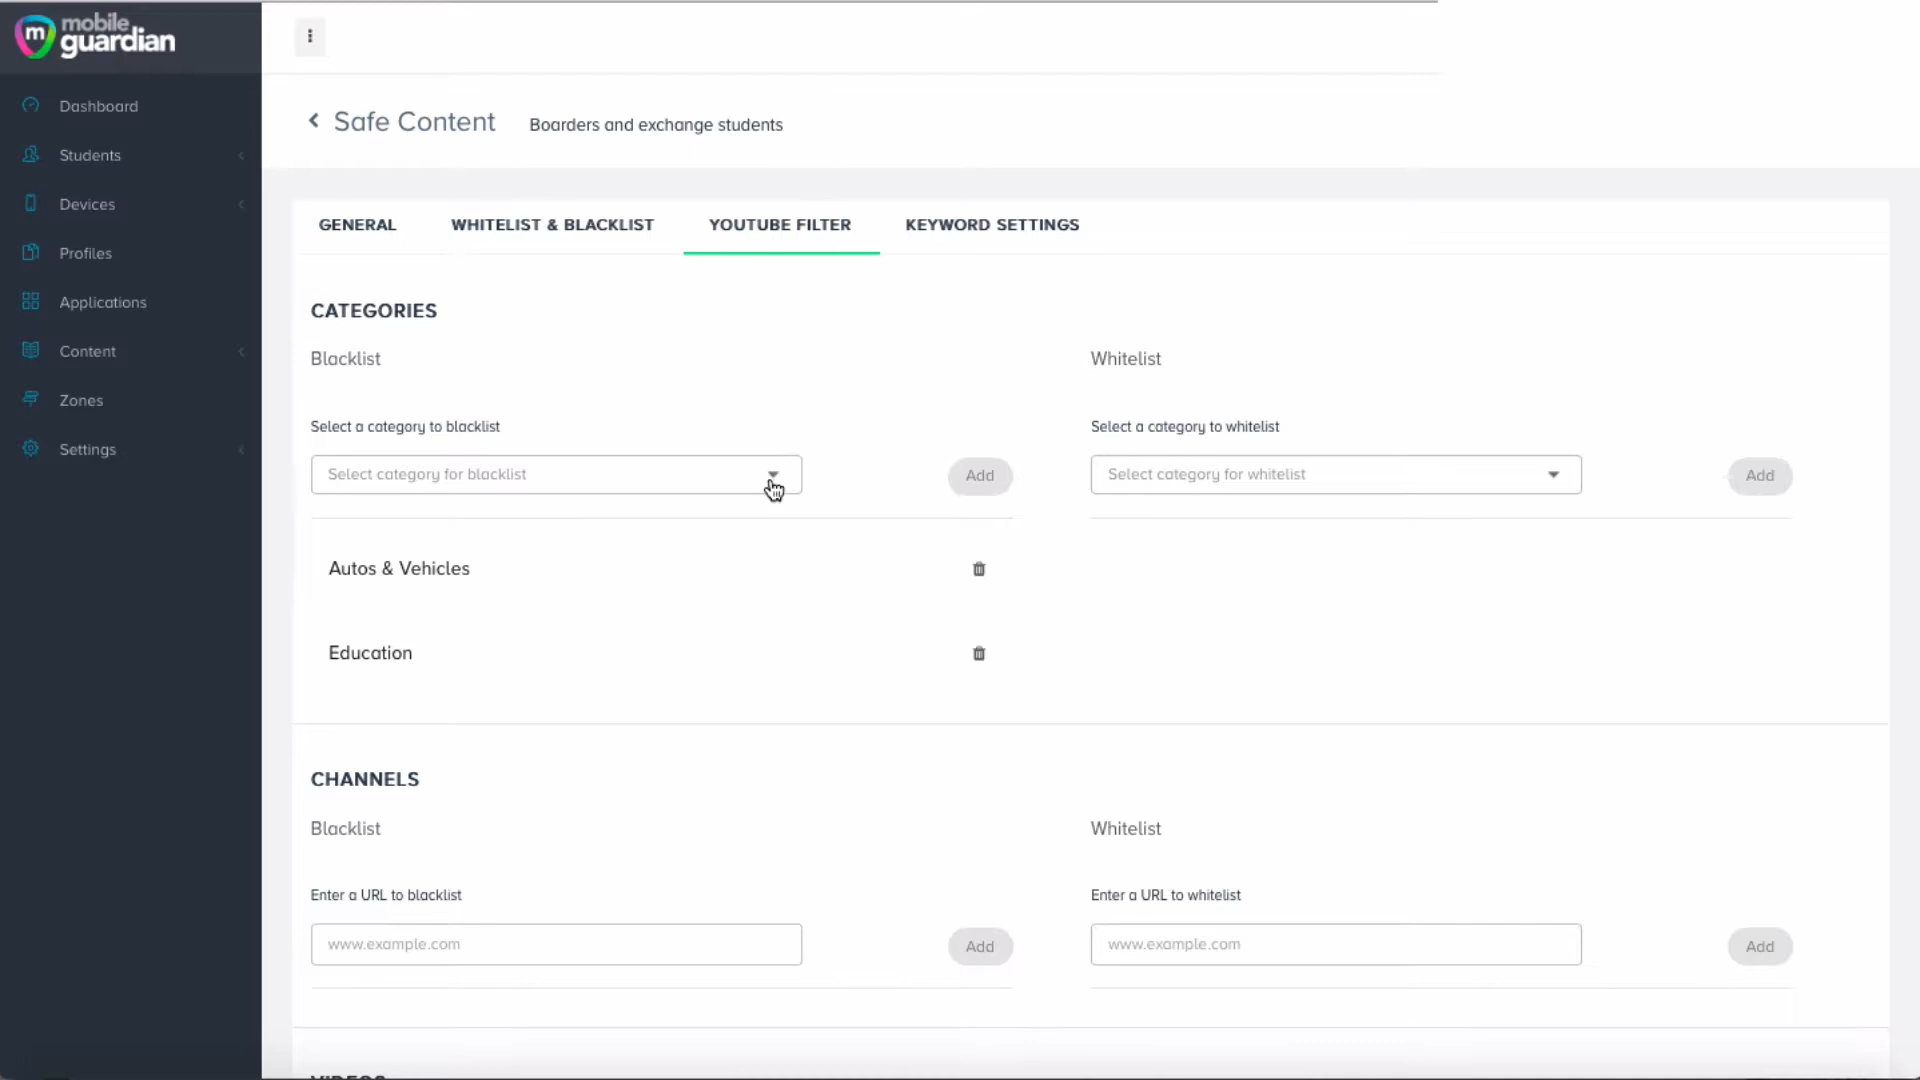 mobile
guardian
Dashboard
Students
Devices
Profiles
Applications
Content
Zones
Settings
Safe Content Boarders and exchange students
GENERAL WHITELIST & BLACKLIST YOUTUBE FILTER KEYWORD SETTINGS
CATEGORIES
Blacklist Whitelist
Select a category to blacklist Select a category to whitelist
Select category for blacklist Add Select category for whitelist Add
Autos & Vehicles
Education
CHANNELS
Blacklist Whitelist
Enter a URL to blacklist Enter a URL to whitelist
www.example.com Add www.example.com Add
VIDEOS